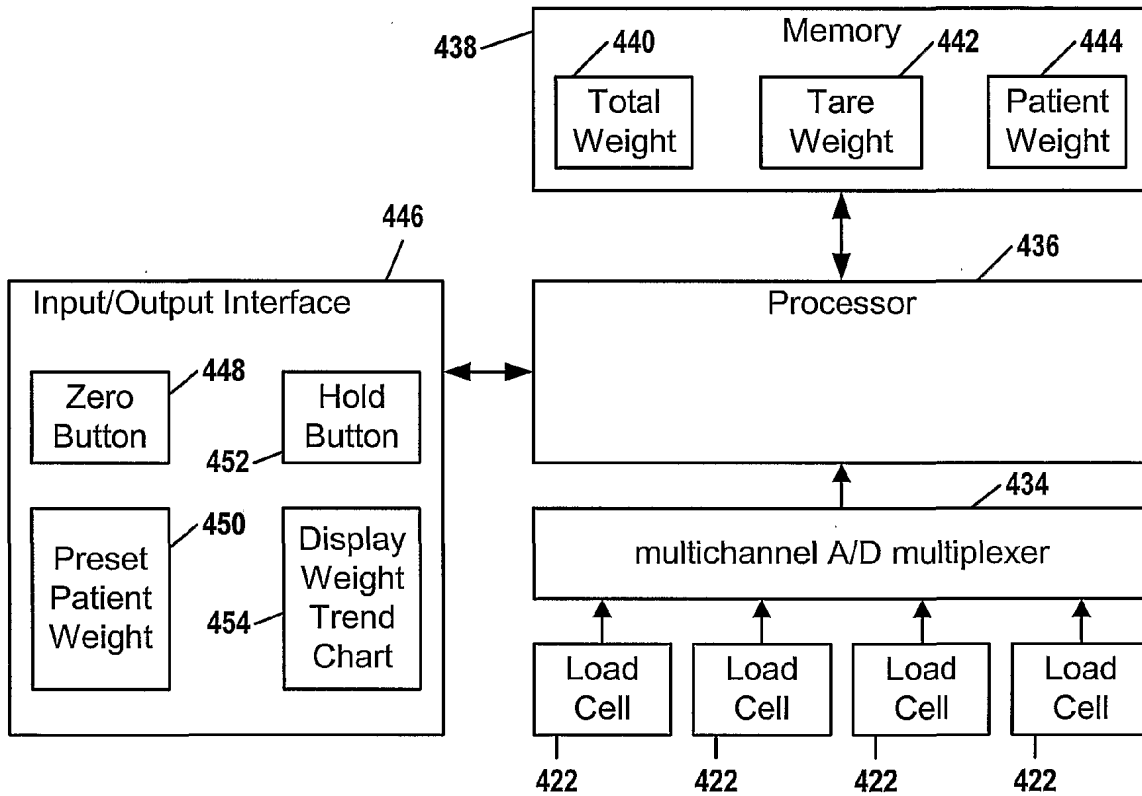 438
Memory
440
442
444
Total
Weight
Tare
Weight
Patient
Weight
446
436
Input/Output Interface
Processor
Zero
Button
448
Hold
Button
452
434
450
Preset
Patient
Weight
Display
Weight
Trend
Chart
454
multichannel A/D multiplexer
Load
Cell
Load
Cell
Load
Cell
Load
Cell
422
422
422
422